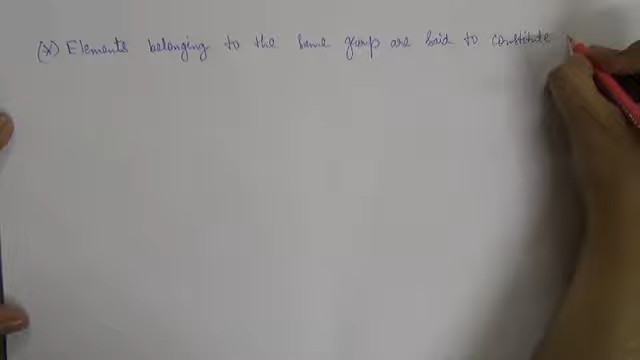 (*) Elements belonging to the same group are said to constitute